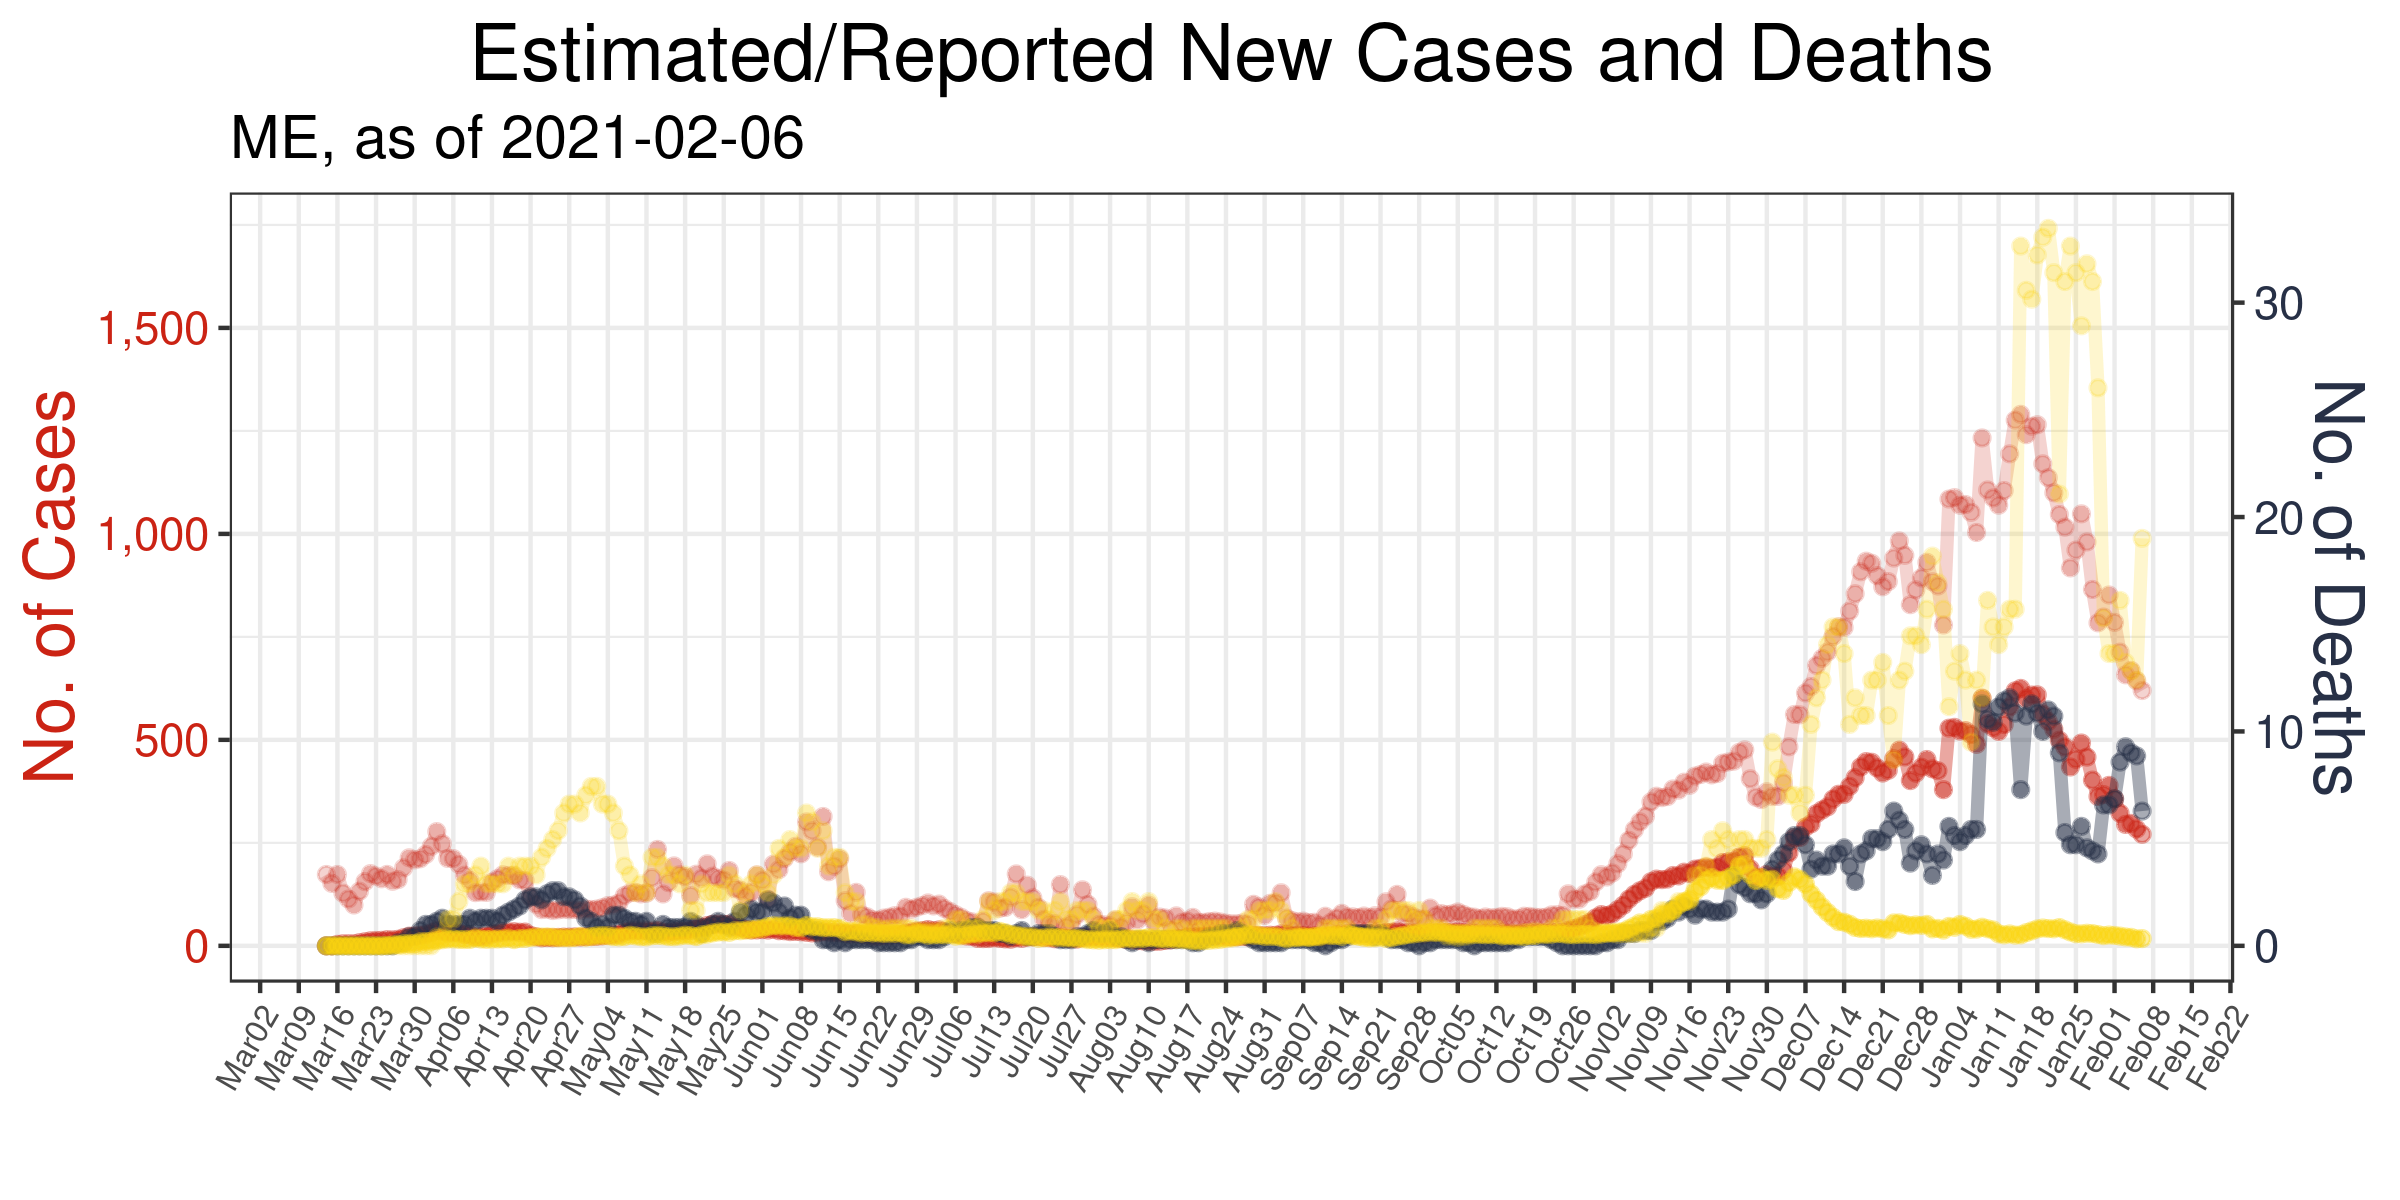 Estimated/Reported New Cases and Deaths
ME, as of 2021-02-06
No. of Cases
1,500
1,000
500
0
30
20
10
0
No. of Deaths
Mar02
Mar09
Mar16
Mar23
Mar30
Apr06
Apr13
Apr20
Apr27
May04
May11
May18
May25
Jun01
Jun08
Jun15
Jun22
Jun29
Jul06
Jul13
Jul20
Jul27
Aug03
Aug10
Aug17
Aug24
Aug31
Sep07
Sep14
Sep21
Sep28
Oct05
Oct12
Oct19
Oct26
Nov02
Nov09
Nov16
Nov23
Nov30
Dec07
Dec14
Dec21
Dec28
Jan04
Jan11
Jan18
Jan25
Feb01
Feb08
Feb15
Feb22